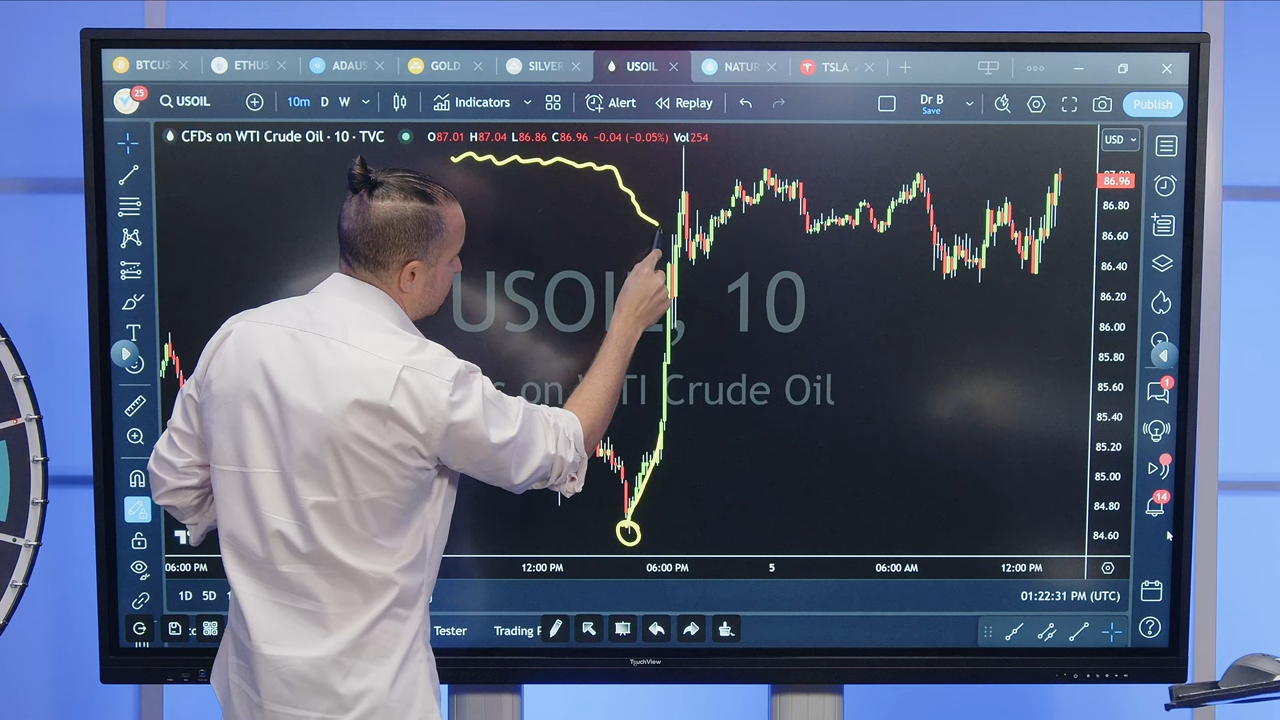 BTCUS ETHUS ADAUS GOLD SILVER USOIL NATUR TSLA
25 USOIL 10m D W Indicators Alert Replay Dr B Save Publish
CFDs on WTI Crude Oil · 10 · TVC O87.01 H87.04 L86.86 C86.96 −0.04 (−0.05%) Vol254 USD
86.96
86.80
86.60
86.40
86.20
86.00
85.80
85.60
85.40
85.20
85.00
84.80
84.60
USOIL, 10
on WTI Crude Oil
1
14
06:00 PM 12:00 PM 06:00 PM 5 06:00 AM 12:00 PM
1D 5D 01:22:31 PM (UTC)
Tester Trading
TouchView